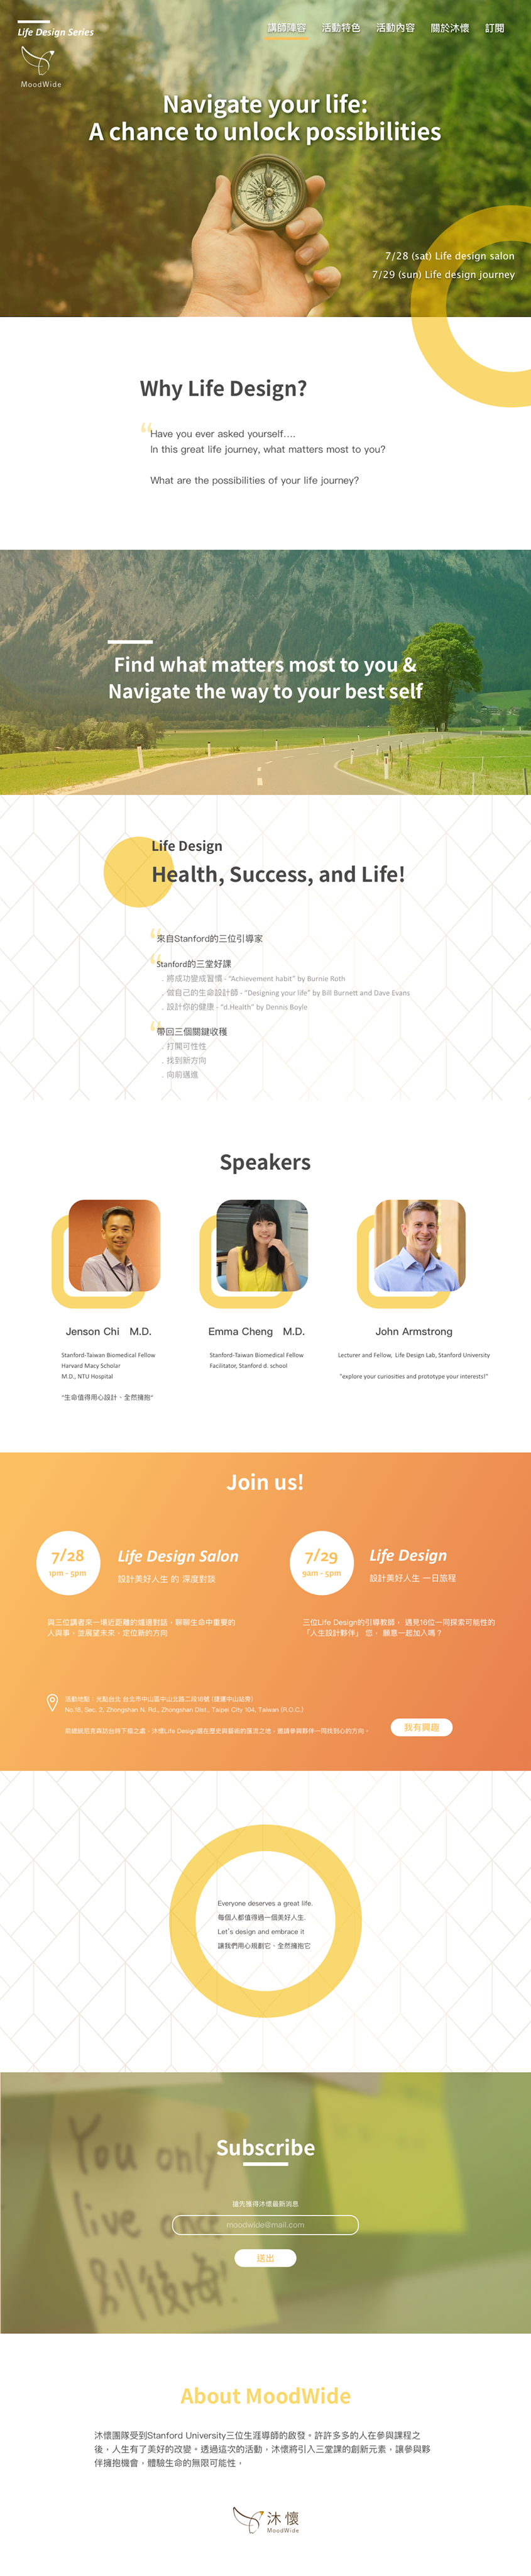 Life Design Series
MoodWide
講師陣容 活動特色 活動內容 關於沐懷 訂閱
Navigate your life:
A chance to unlock possibilities
7/28 (sat) Life design salon
7/29 (sun) Life design journey
Why Life Design?
Have you ever asked yourself....
In this great life journey, what matters most to you?
What are the possibilities of your life journey?
Find what matters most to you &
Navigate the way to your best self
Life Design
Health, Success, and Life!
來自Stanford的三位引導家
Stanford的三堂好課
. 將成功變成習慣 - "Achievement habit" by Burnie Roth
. 做自己的生命設計師 - "Designing your life" by Bill Burnett and Dave Evans
. 設計你的健康 - "d.Health" by Dennis Boyle
帶回三個關鍵收穫
. 打開可性性
. 找到新方向
. 向前邁進
Speakers
Jenson Chi M.D.
Stanford-Taiwan Biomedical Fellow
Harvard Macy Scholar
M.D., NTU Hospital
"生命值得用心設計、全然擁抱"
Emma Cheng M.D.
Stanford-Taiwan Biomedical Fellow
Facilitator, Stanford d. school
John Armstrong
Lecturer and Fellow, Life Design Lab, Stanford University
"explore your curiosities and prototype your interests!"
Join us!
7/28
1pm - 5pm
Life Design Salon
設計美好人生 的 深度對談
與三位講者來一場近距離的鐘邊對話，解聊生命中重要的
人與事，並展望未來，定位新的方向
7/29
9am - 5pm
Life Design
設計美好人生 一日旅程
三位Life Design的引導教師， 遇見16位一同探索可能性的
「人生設計夥伴」 您， 願意一起加入嗎？
活動地點：光點台北 台北市中山區中山北路二段18號 (捷運中山站旁)
No.18, Sec. 2, Zhongshan N. Rd., Zhongshan Dist., Taipei City 104, Taiwan (R.O.C.)
前總統尼克森訪台時下榻之處，沐懷Life Design選在歷史與藝術的匯流之地，邀請參與夥伴一同找到心的方向。
我有興趣
Everyone deserves a great life.
每個人都值得過一個美好人生.
Let's design and embrace it
讓我們用心規劃它、全然擁抱它
You only
live on
別後悔!
Subscribe
搶先獲得沐懷最新消息
moodwide@mail.com
送出
About MoodWide
沐懷團隊受到Stanford University三位生涯導師的啟發。許許多多的人在參與課程之
後，人生有了美好的改變。透過這次的活動，沐懷將引入三堂課的創新元素，讓參與夥
伴擁抱機會，體驗生命的無限可能性，
沐懷
MoodWide